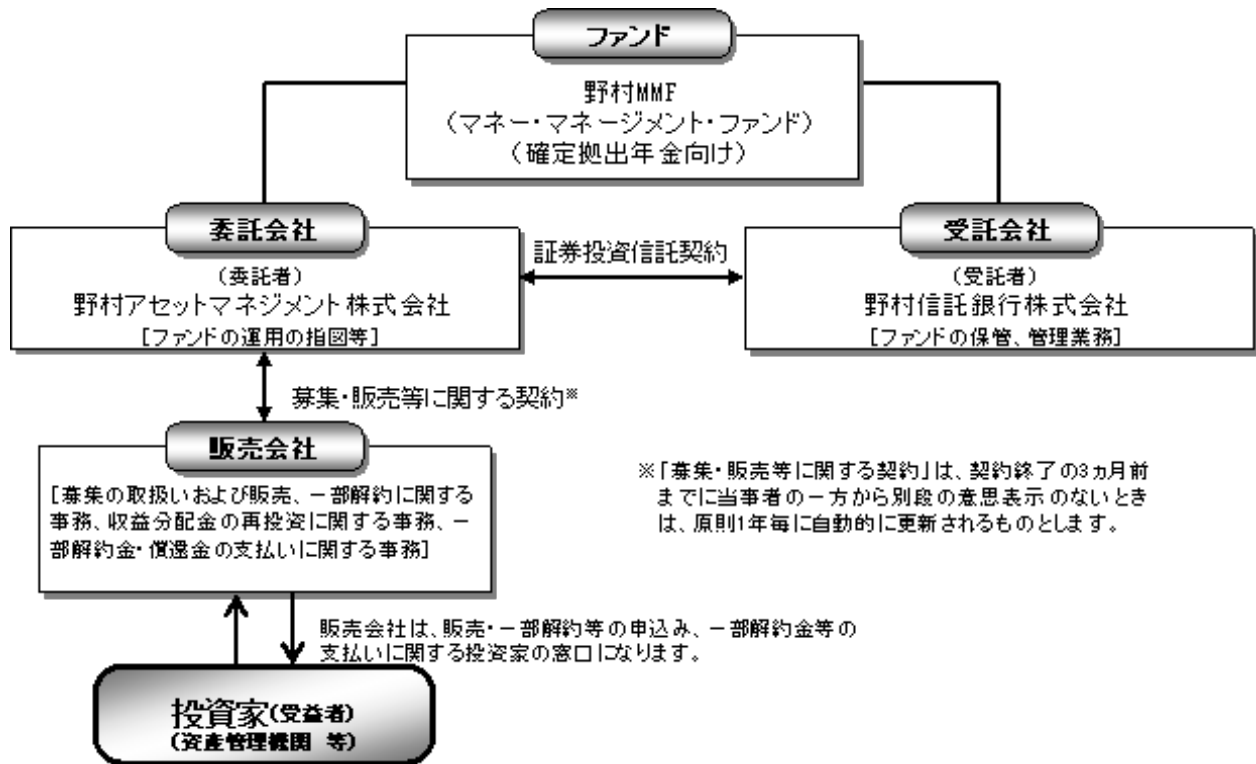 ファンド
野村MMF
(マネー・マネージメント・ファンド)
(確定拠出年金向け)
委託会社
(委託者)
野村アセットマネジメント株式会社
[ファンドの運用の指図等]
証券投資信託契約
受託会社
(受託者)
野村信託銀行株式会社
[ファンドの保管、管理業務]
募集・販売等に関する契約※
販売会社
[募集の取扱いおよび販売、一部解約に関する
事務、収益分配金の再投資に関する事務、一
部解約金・償還金の支払いに関する事務]
※「募集・販売等に関する契約」は、契約終了の3ヵ月前
までに当事者の一方から別段の意思表示のないとき
は、原則1年毎に自動的に更新されるものとします。
販売会社は、販売・一部解約等の申込み、一部解約金等の
支払いに関する投資家の窓口になります。
投資家(受益者)
(資産管理機関 等)